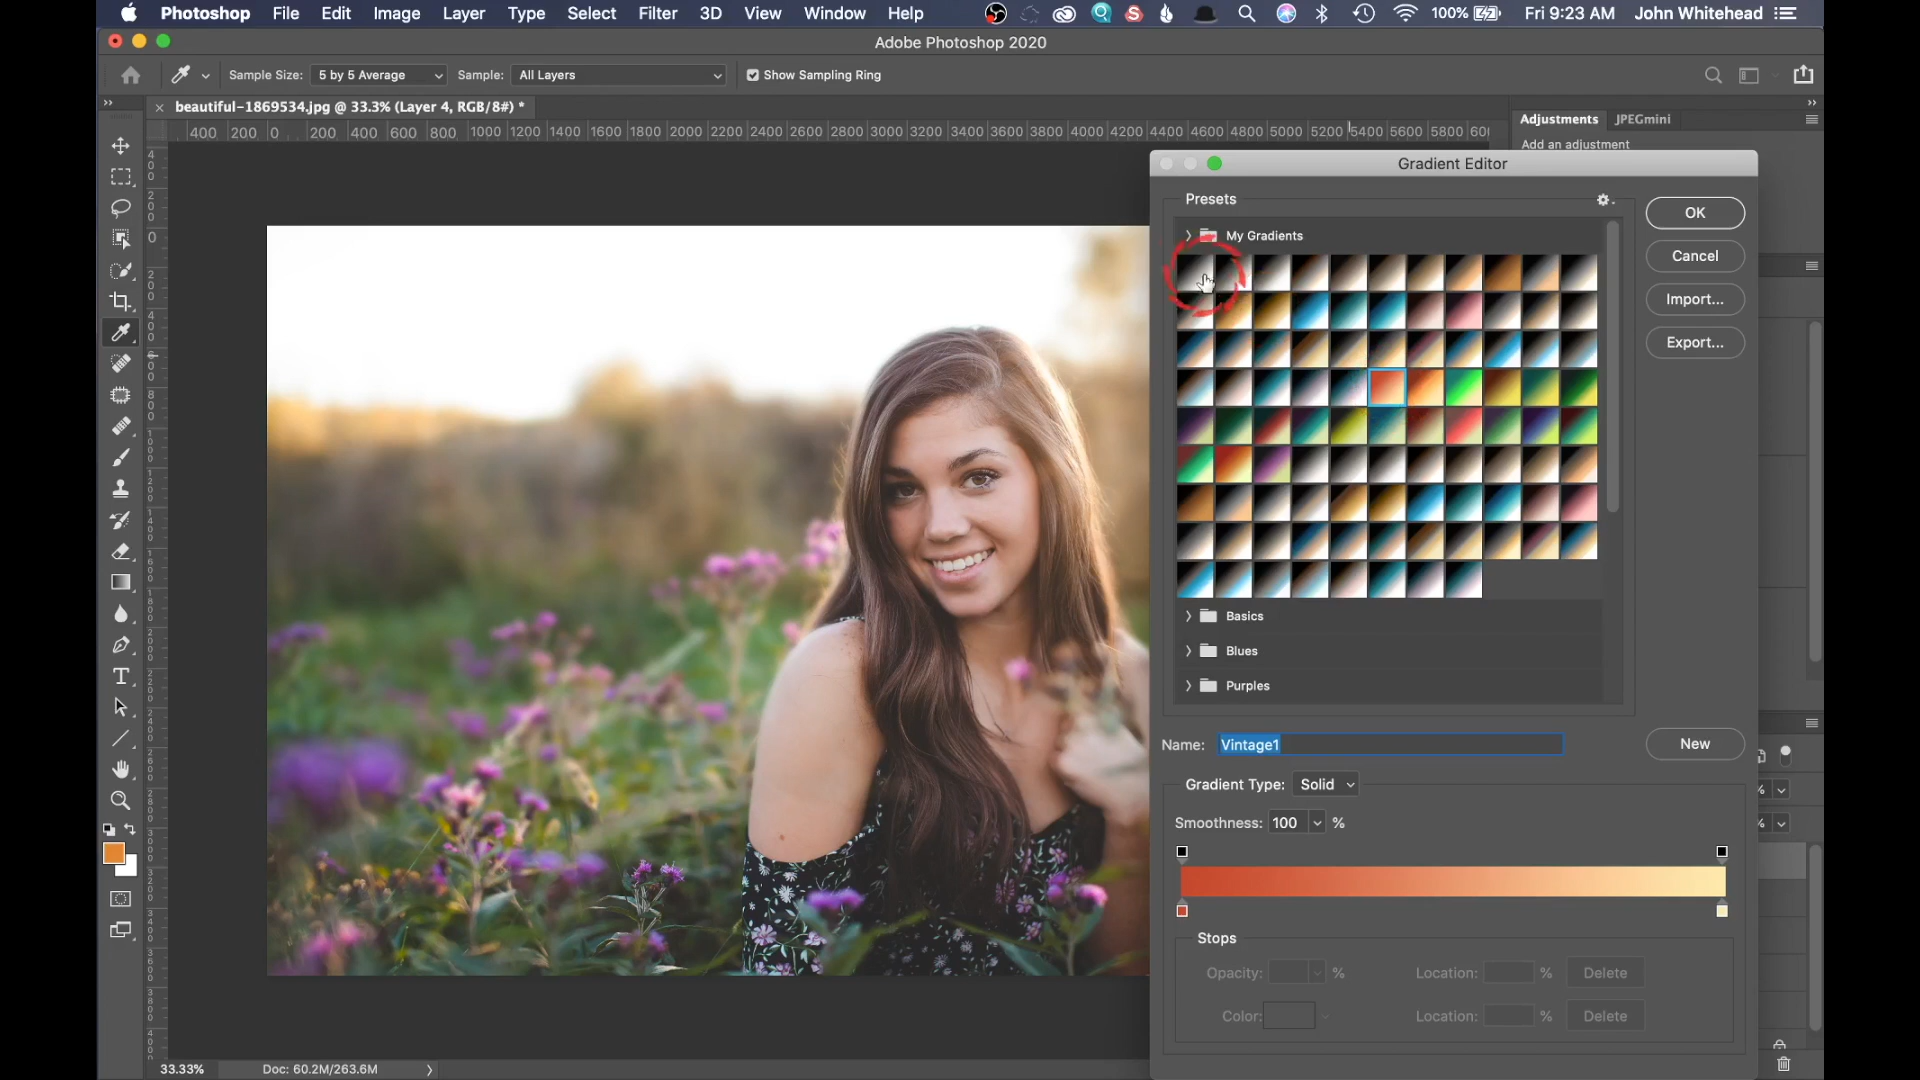 Photoshop File Edit Image Layer Type Select Filter 3D View Window Help 100% Fri 9:23 AM John Whitehead
Adobe Photoshop 2020
Sample Size: 5 by 5 Average Sample: All Layers Show Sampling Ring
× beautiful-1869534.jpg @ 33.3% (Layer 4, RGB/8#) *
Adjustments JPEGmini
400 200 0 200 400 600 800 1000 1200 1400 1600 1800 2000 2200 2400 2600 2800 3000 3200 3400 3600 3800 4000 4200 4400 4600 4800 5000 5200 5400 5600 5800
Add an adjustment
Gradient Editor
Presets
OK
My Gradients
Cancel
Import...
Export...
Basics
Blues
Purples
Name: Vintage1
New
Gradient Type: Solid
Smoothness: 100 %
Stops
Opacity: % Location: % Delete
Color: Location: % Delete
33.33% Doc: 60.2M/263.6M